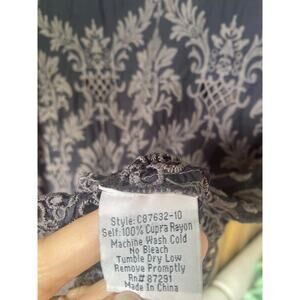 Style: C87632-10
Self: 100% Cupra Rayon
Machine Wash Cold
No Bleach
Tumble Dry Low
Remove Promptly
Rn# 87291
Made In China